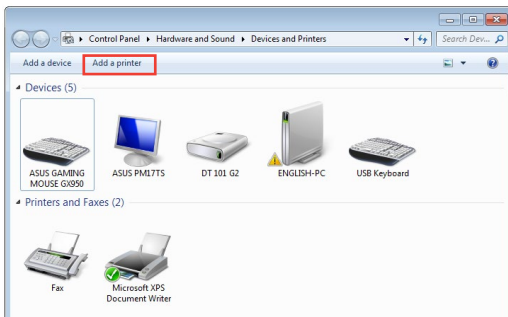 Control Panel ▸ Hardware and Sound ▸ Devices and Printers
Search Dev...
Add a device
Add a printer
Devices (5)
ASUS GAMING
MOUSE GX950
ASUS PM17TS
DT 101 G2
ENGLISH-PC
USB Keyboard
Printers and Faxes (2)
Fax
Microsoft XPS
Document Writer